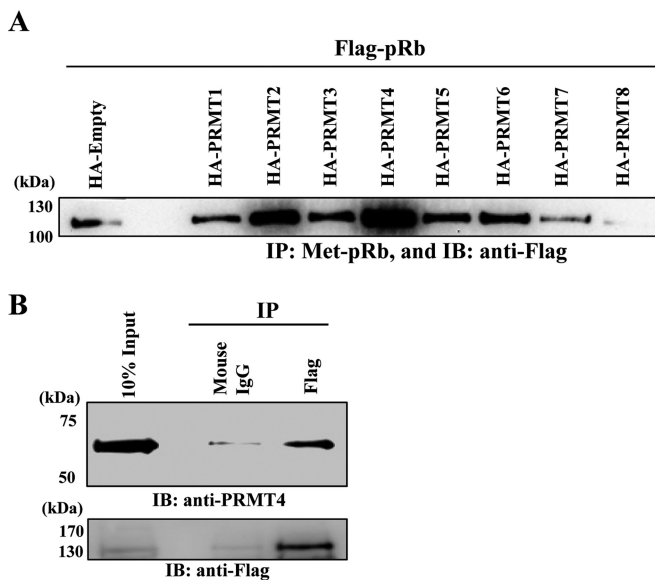 A
Flag-pRb
HA-Empty
HA-PRMT1
HA-PRMT2
HA-PRMT3
HA-PRMT4
HA-PRMT5
HA-PRMT6
HA-PRMT7
HA-PRMT8
(kDa)
130
100
IP: Met-pRb, and IB: anti-Flag
B
IP
10% Input
Mouse
IgG
Flag
(kDa)
75
50
IB: anti-PRMT4
(kDa)
170
130
IB: anti-Flag